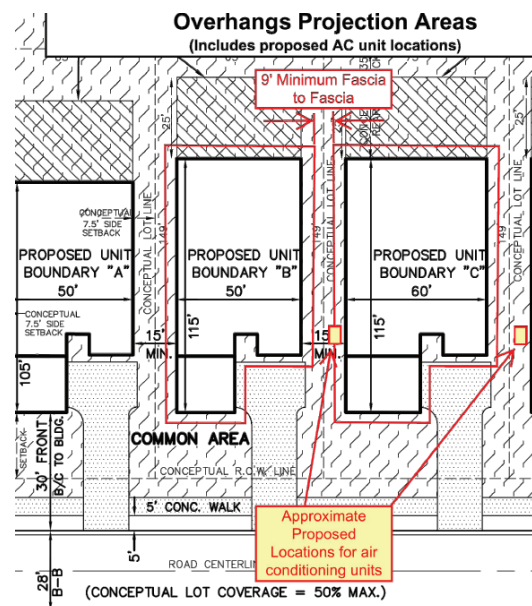 Overhangs Projection Areas
(Includes proposed AC unit locations)
9' Minimum Fascia
to Fascia
25'
25'
CONCEPTUAL LOT LINE
CONCEPTUAL LOT LINE
CONCEPTUAL LOT LINE
CONCEPTUAL
7.5' SIDE
SETBACK
149'
149'
149'
PROPOSED UNIT
BOUNDARY "A"
50'
PROPOSED UNIT
BOUNDARY "B"
50'
PROPOSED UNIT
BOUNDARY "C"
60'
CONCEPTUAL
7.5' SIDE
SETBACK
15'
MIN.
15'
MIN.
105'
115'
115'
COMMON AREA
SETBACK
30' FRONT
B/C TO BLDG.
CONCEPTUAL R.O.W. LINE
5' CONC. WALK
5'
Approximate
Proposed
Locations for air
conditioning units
ROAD CENTERL
28'
B-B
(CONCEPTUAL LOT COVERAGE = 50% MAX.)